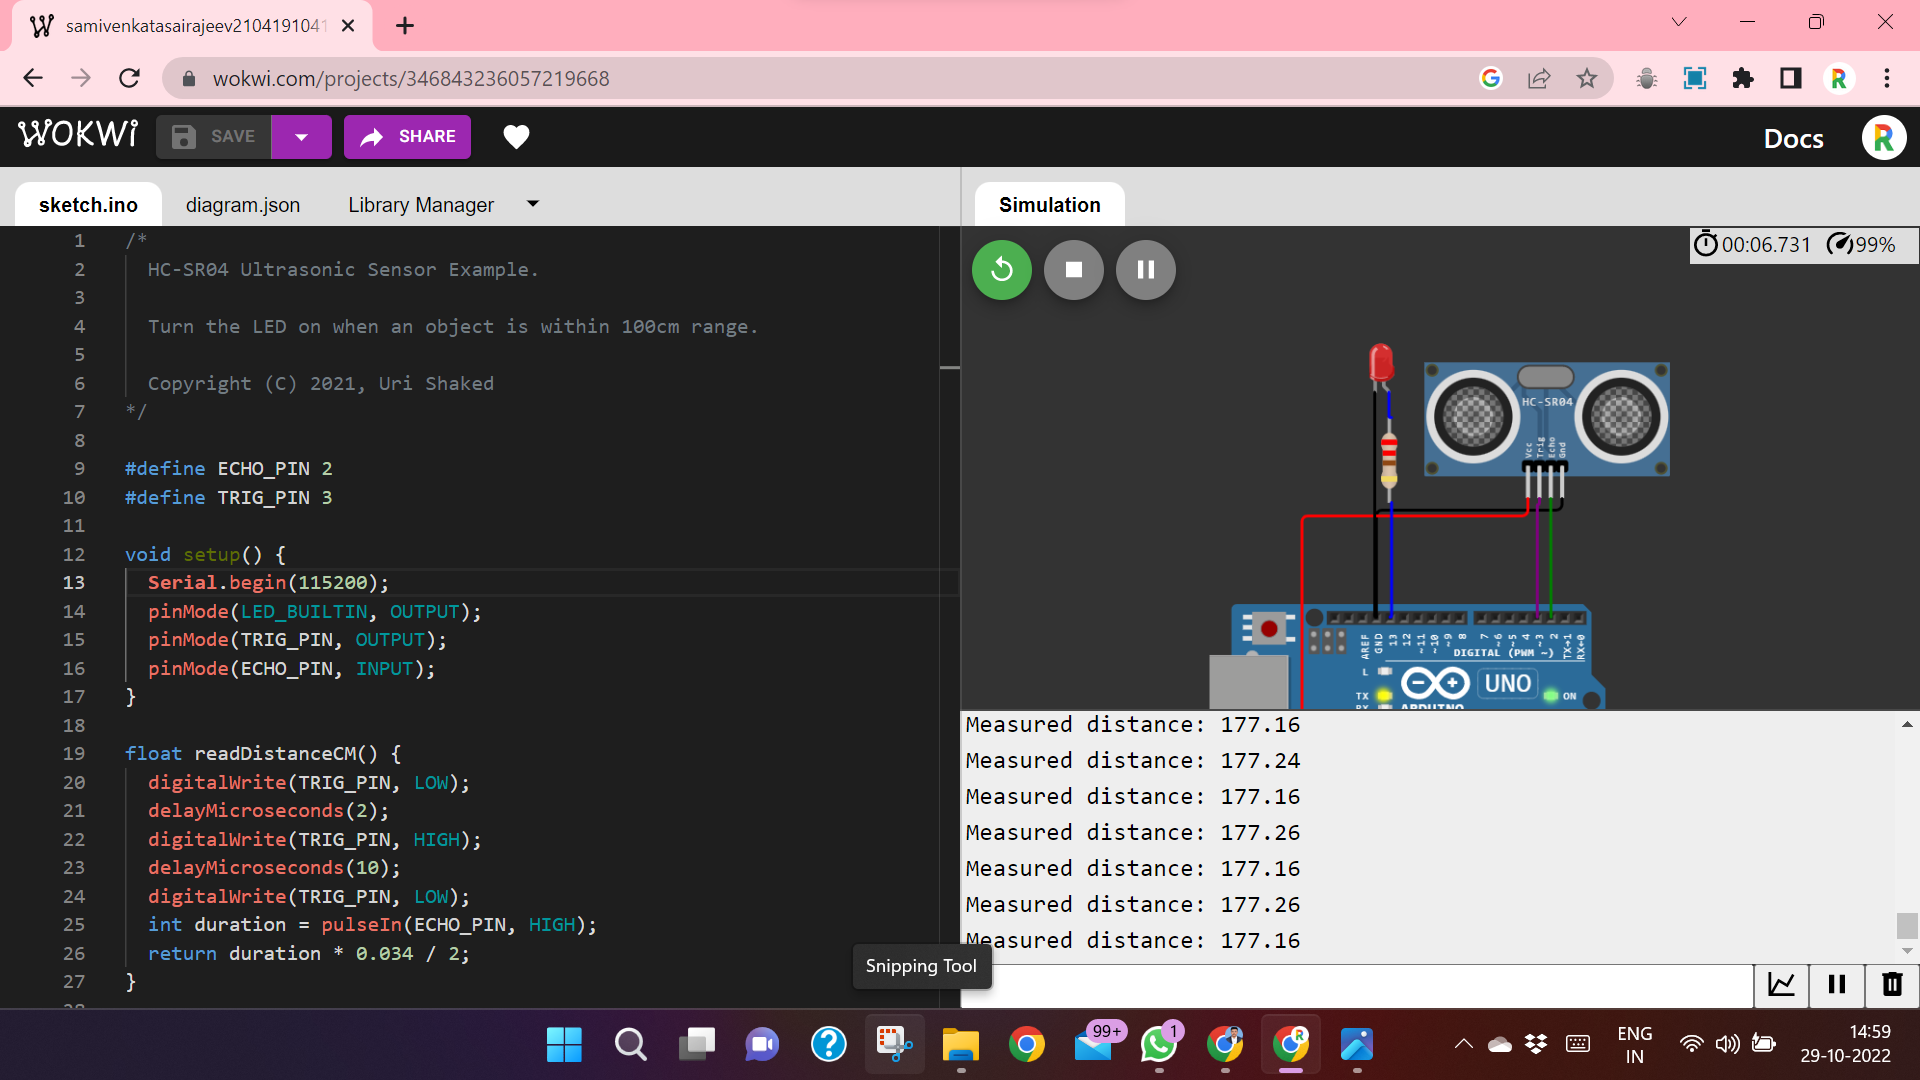 samivenkatasairajeev2104191041
wokwi.com/projects/346843236057219668
WOKWi
SAVE
SHARE
Docs
R
sketch.ino
diagram.json
Library Manager
1 /*
2 HC-SR04 Ultrasonic Sensor Example.
3
4 Turn the LED on when an object is within 100cm range.
5
6 Copyright (C) 2021, Uri Shaked
7 */
8
9 #define ECHO_PIN 2
10 #define TRIG_PIN 3
11
12 void setup() {
13 Serial.begin(115200);
14 pinMode(LED_BUILTIN, OUTPUT);
15 pinMode(TRIG_PIN, OUTPUT);
16 pinMode(ECHO_PIN, INPUT);
17 }
18
19 float readDistanceCM() {
20 digitalWrite(TRIG_PIN, LOW);
21 delayMicroseconds(2);
22 digitalWrite(TRIG_PIN, HIGH);
23 delayMicroseconds(10);
24 digitalWrite(TRIG_PIN, LOW);
25 int duration = pulseIn(ECHO_PIN, HIGH);
26 return duration * 0.034 / 2;
27 }
Snipping Tool
Simulation
00:06.731 99%
HC-SR04
Vcc
Trig
Echo
Gnd
AREF
GND
13
12
~11
~10
~9
8
7
~6
~5
4
~3
2
TX→1
RX←0
DIGITAL (PWM ~)
L
TX
RX
UNO
ON
ARDUINO
Measured distance: 177.16
Measured distance: 177.24
Measured distance: 177.16
Measured distance: 177.26
Measured distance: 177.16
Measured distance: 177.26
Measured distance: 177.16
99+
1
ENG
IN
14:59
29-10-2022